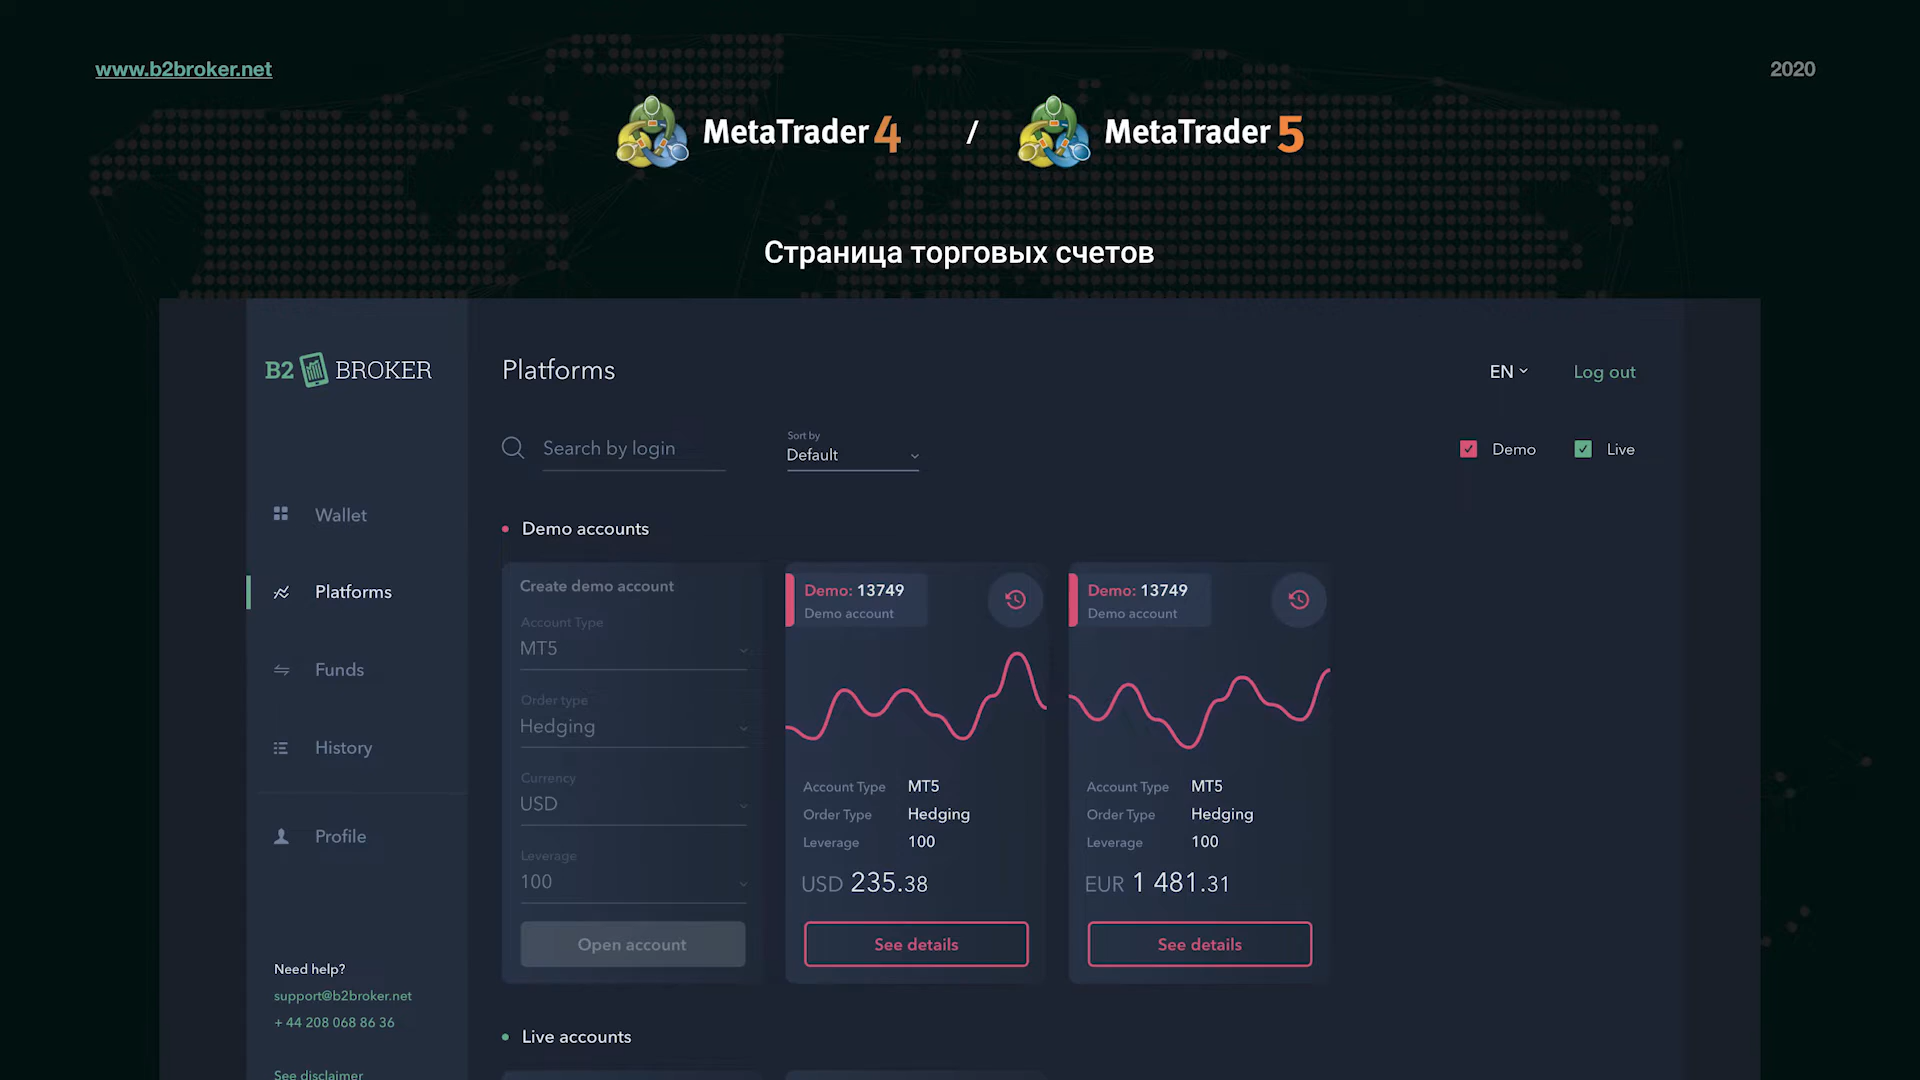 www.b2broker.net
2020
MetaTrader 4 / MetaTrader 5
Страница торговых счетов
B2 BROKER
Platforms
EN
Log out
Search by login
Sort by
Default
Demo
Live
Wallet
Platforms
Funds
History
Profile
Need help?
support@b2broker.net
+ 44 208 068 86 36
See disclaimer
Demo accounts
Create demo account
Account Type
MT5
Order type
Hedging
Currency
USD
Leverage
100
Open account
Demo: 13749
Demo account
Account Type MT5
Order Type Hedging
Leverage 100
USD 235.38
See details
Demo: 13749
Demo account
Account Type MT5
Order Type Hedging
Leverage 100
EUR 1 481.31
See details
Live accounts